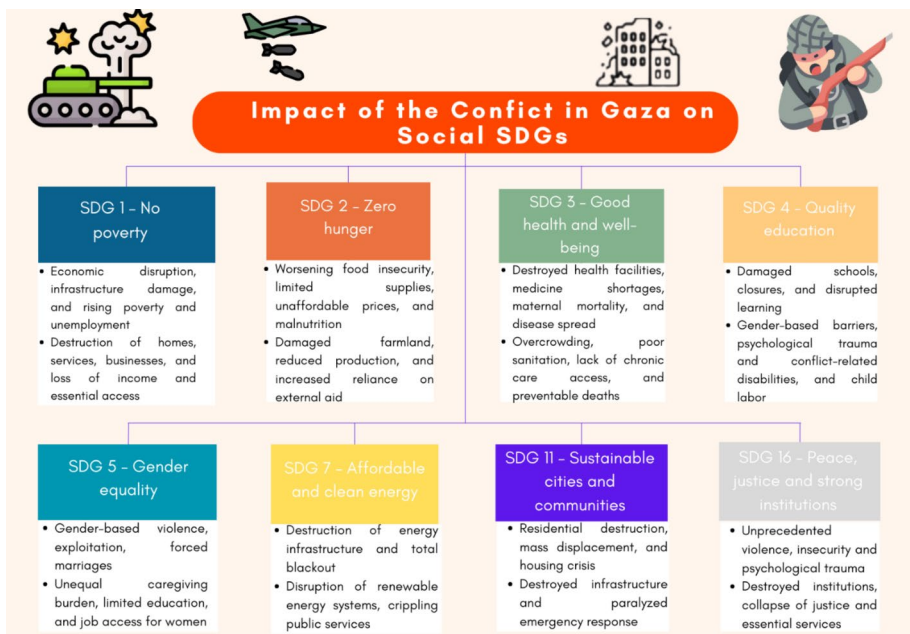 Impact of the Confict in Gaza on
Social SDGs
SDG 1 - No
poverty
• Economic disruption,
infrastructure damage,
and rising poverty and
unemployment
• Destruction of homes,
services, businesses, and
loss of income and
essential access
SDG 2 - Zero
hunger
• Worsening food insecurity,
limited supplies,
unaffordable prices, and
malnutrition
• Damaged farmland,
reduced production, and
increased reliance on
external aid
SDG 3 - Good
health and well-
being
• Destroyed health facilities,
medicine shortages,
maternal mortality, and
disease spread
• Overcrowding, poor
sanitation, lack of chronic
care access, and
preventable deaths
SDG 4 - Quality
education
• Damaged schools,
closures, and disrupted
learning
• Gender-based barriers,
psychological trauma
and conflict-related
disabilities, and child
labor
SDG 5 - Gender
equality
• Gender-based violence,
exploitation, forced
marriages
• Unequal caregiving
burden, limited education,
and job access for women
SDG 7 - Affordable
and clean energy
• Destruction of energy
infrastructure and total
blackout
• Disruption of renewable
energy systems, crippling
public services
SDG 11 - Sustainable
cities and
communities
• Residential destruction,
mass displacement, and
housing crisis
• Destroyed infrastructure
and paralyzed
emergency response
SDG 16 - Peace,
justice and strong
institutions
• Unprecedented
violence, insecurity and
psychological trauma
• Destroyed institutions,
collapse of justice and
essential services